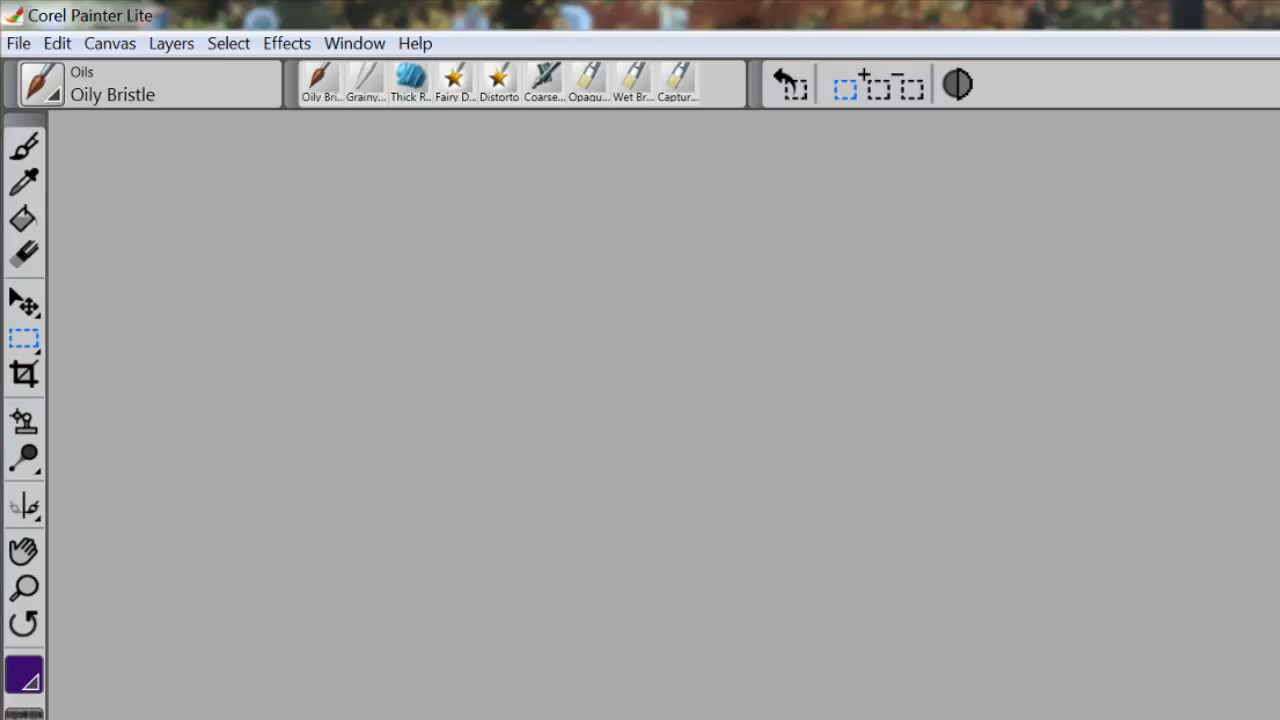 Corel Painter Lite
File Edit Canvas Layers Select Effects Window Help
Oils
Oily Bristle
Oily Bri... Grainy... Thick R... Fairy D... Distorto Coarse... Opaqu... Wet Br... Captur...